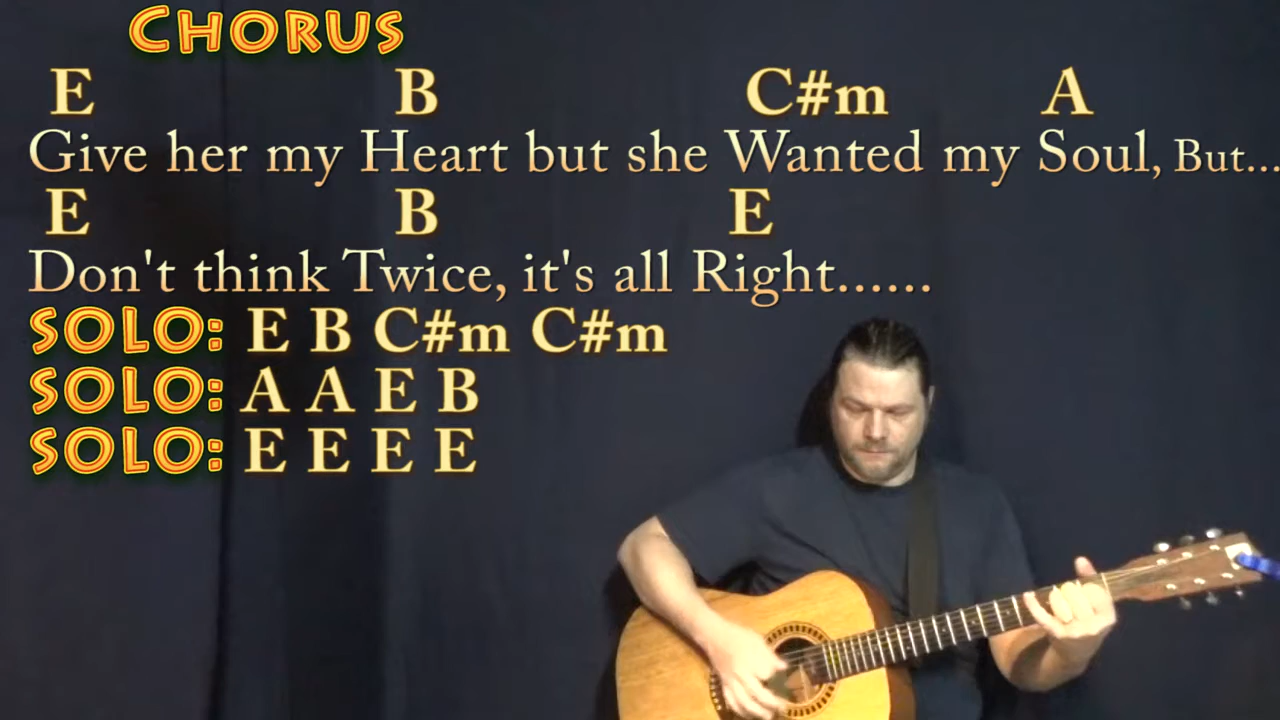 CHORUS
E B C#m A
Give her my Heart but she Wanted my Soul, But...
E B E
Don't think Twice, it's all Right......
SOLO: E B C#m C#m
SOLO: A A E B
SOLO: E E E E